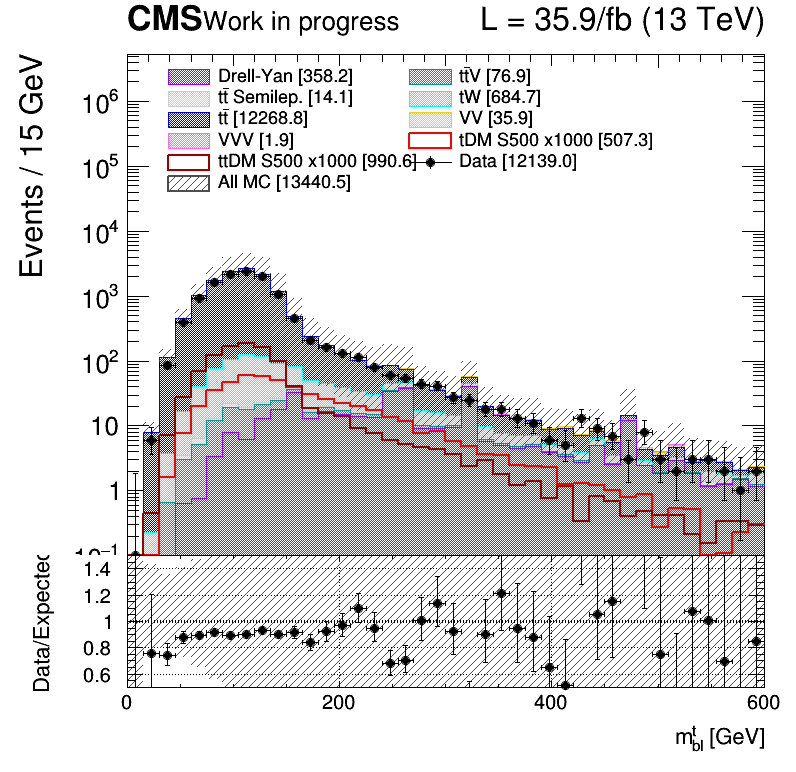 CMS Work in progress L = 35.9/fb (13 TeV)
Events / 15 GeV
Drell-Yan [358.2] tt̄V [76.9]
tt̄ Semilep. [14.1] tW [684.7]
tt̄ [12268.8] VV [35.9]
VVV [1.9] tDM S500 x1000 [507.3]
ttDM S500 x1000 [990.6] Data [12139.0]
All MC [13440.5]
10⁶
10⁵
10⁴
10³
10²
10
1
10⁻¹
Data/Expected
1.4
1.2
1
0.8
0.6
0 200 400 600
mᵗbl [GeV]